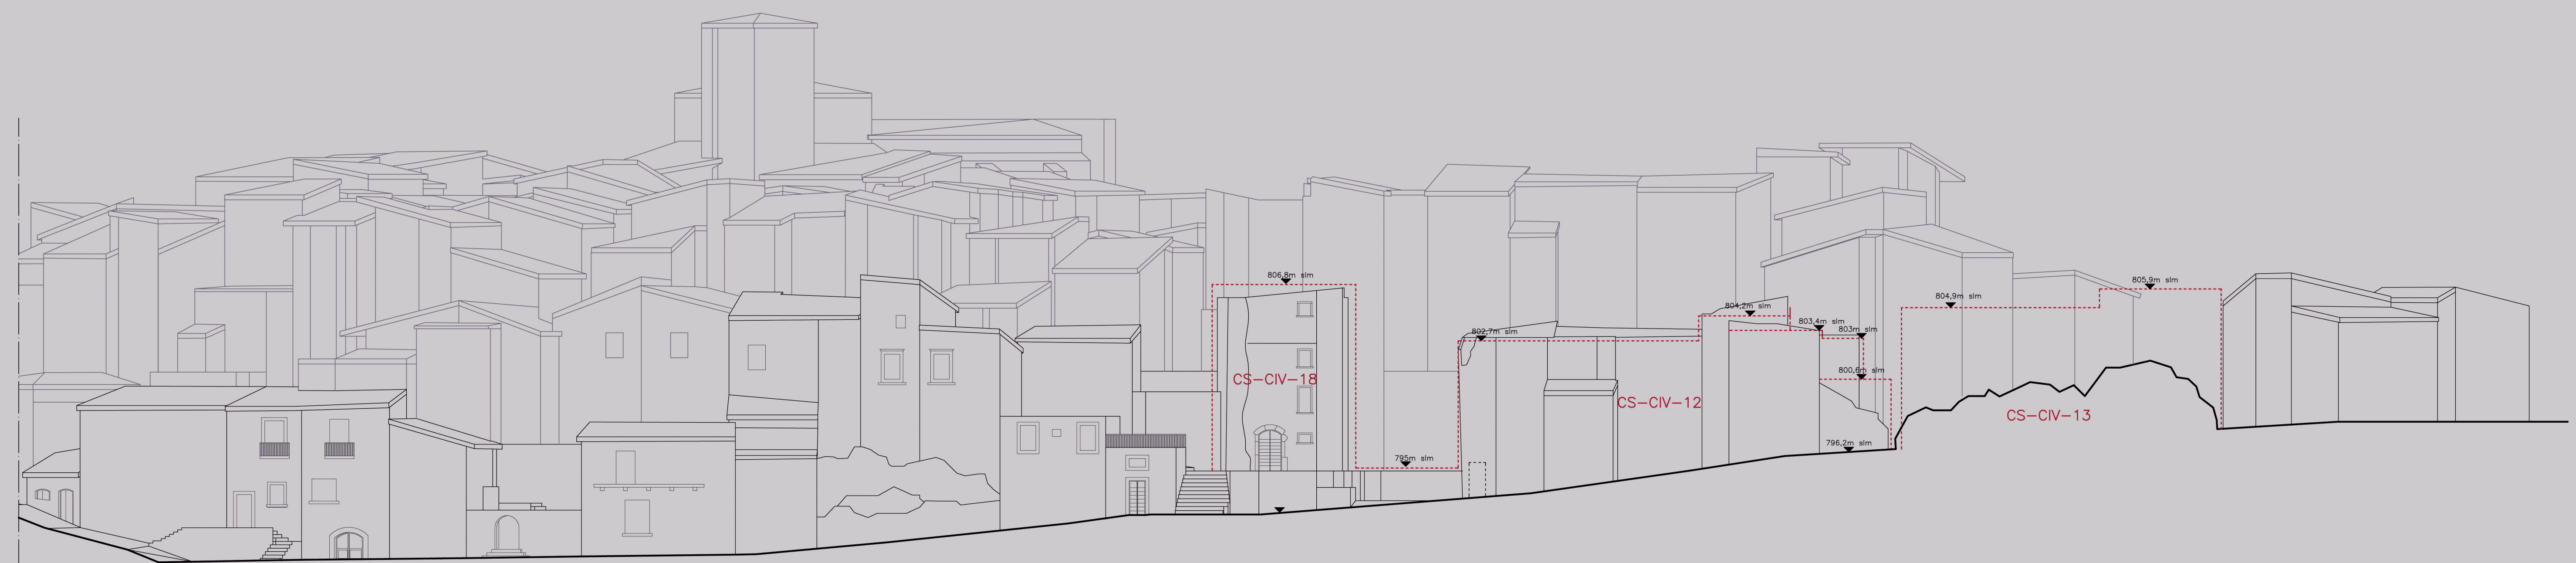 806,8m slm
805,9m slm
804,9m slm
804,2m slm
803,4m slm
803m slm
802,7m slm
800,6m slm
CS-CIV-18
CS-CIV-12
CS-CIV-13
796,2m slm
795m slm